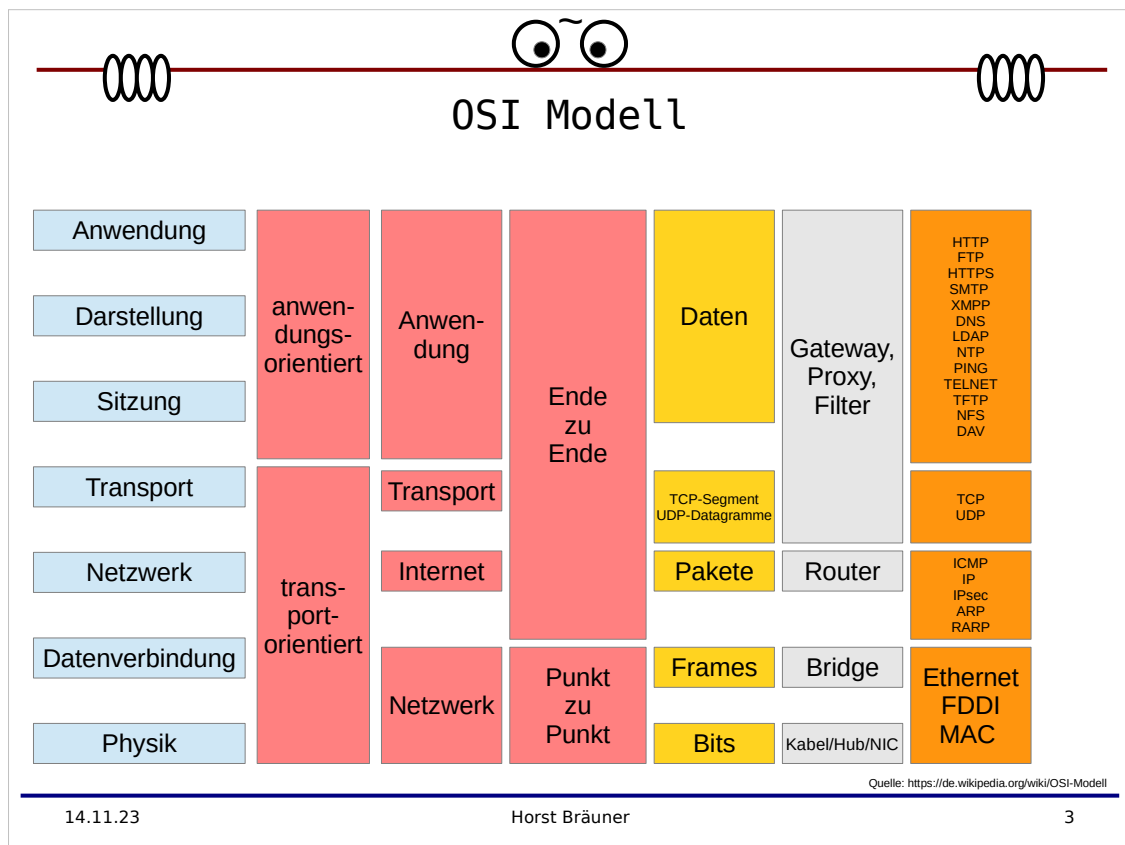 ~
OSI Modell
Anwendung
Darstellung
Sitzung
Transport
Netzwerk
Datenverbindung
Physik
anwen-
dungs-
orientiert
trans-
port-
orientiert
Anwen-
dung
Transport
Internet
Netzwerk
Ende
zu
Ende
Punkt
zu
Punkt
Daten
TCP-Segment
UDP-Datagramme
Pakete
Frames
Bits
Gateway,
Proxy,
Filter
Router
Bridge
Kabel/Hub/NIC
HTTP
FTP
HTTPS
SMTP
XMPP
DNS
LDAP
NTP
PING
TELNET
TFTP
NFS
DAV
TCP
UDP
ICMP
IP
IPsec
ARP
RARP
Ethernet
FDDI
MAC
Quelle: https://de.wikipedia.org/wiki/OSI-Modell
14.11.23
Horst Bräuner
3